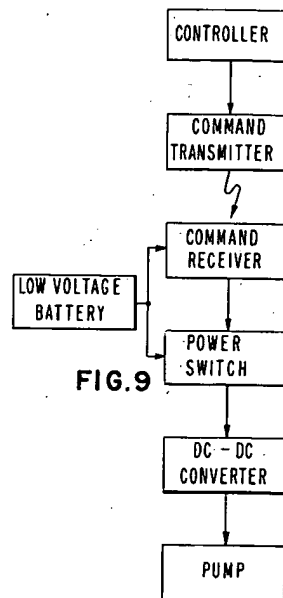 CONTROLLER
COMMAND
TRANSMITTER
COMMAND
RECEIVER
LOW VOLTAGE
BATTERY
POWER
SWITCH
FIG.9
DC-DC
CONVERTER
PUMP